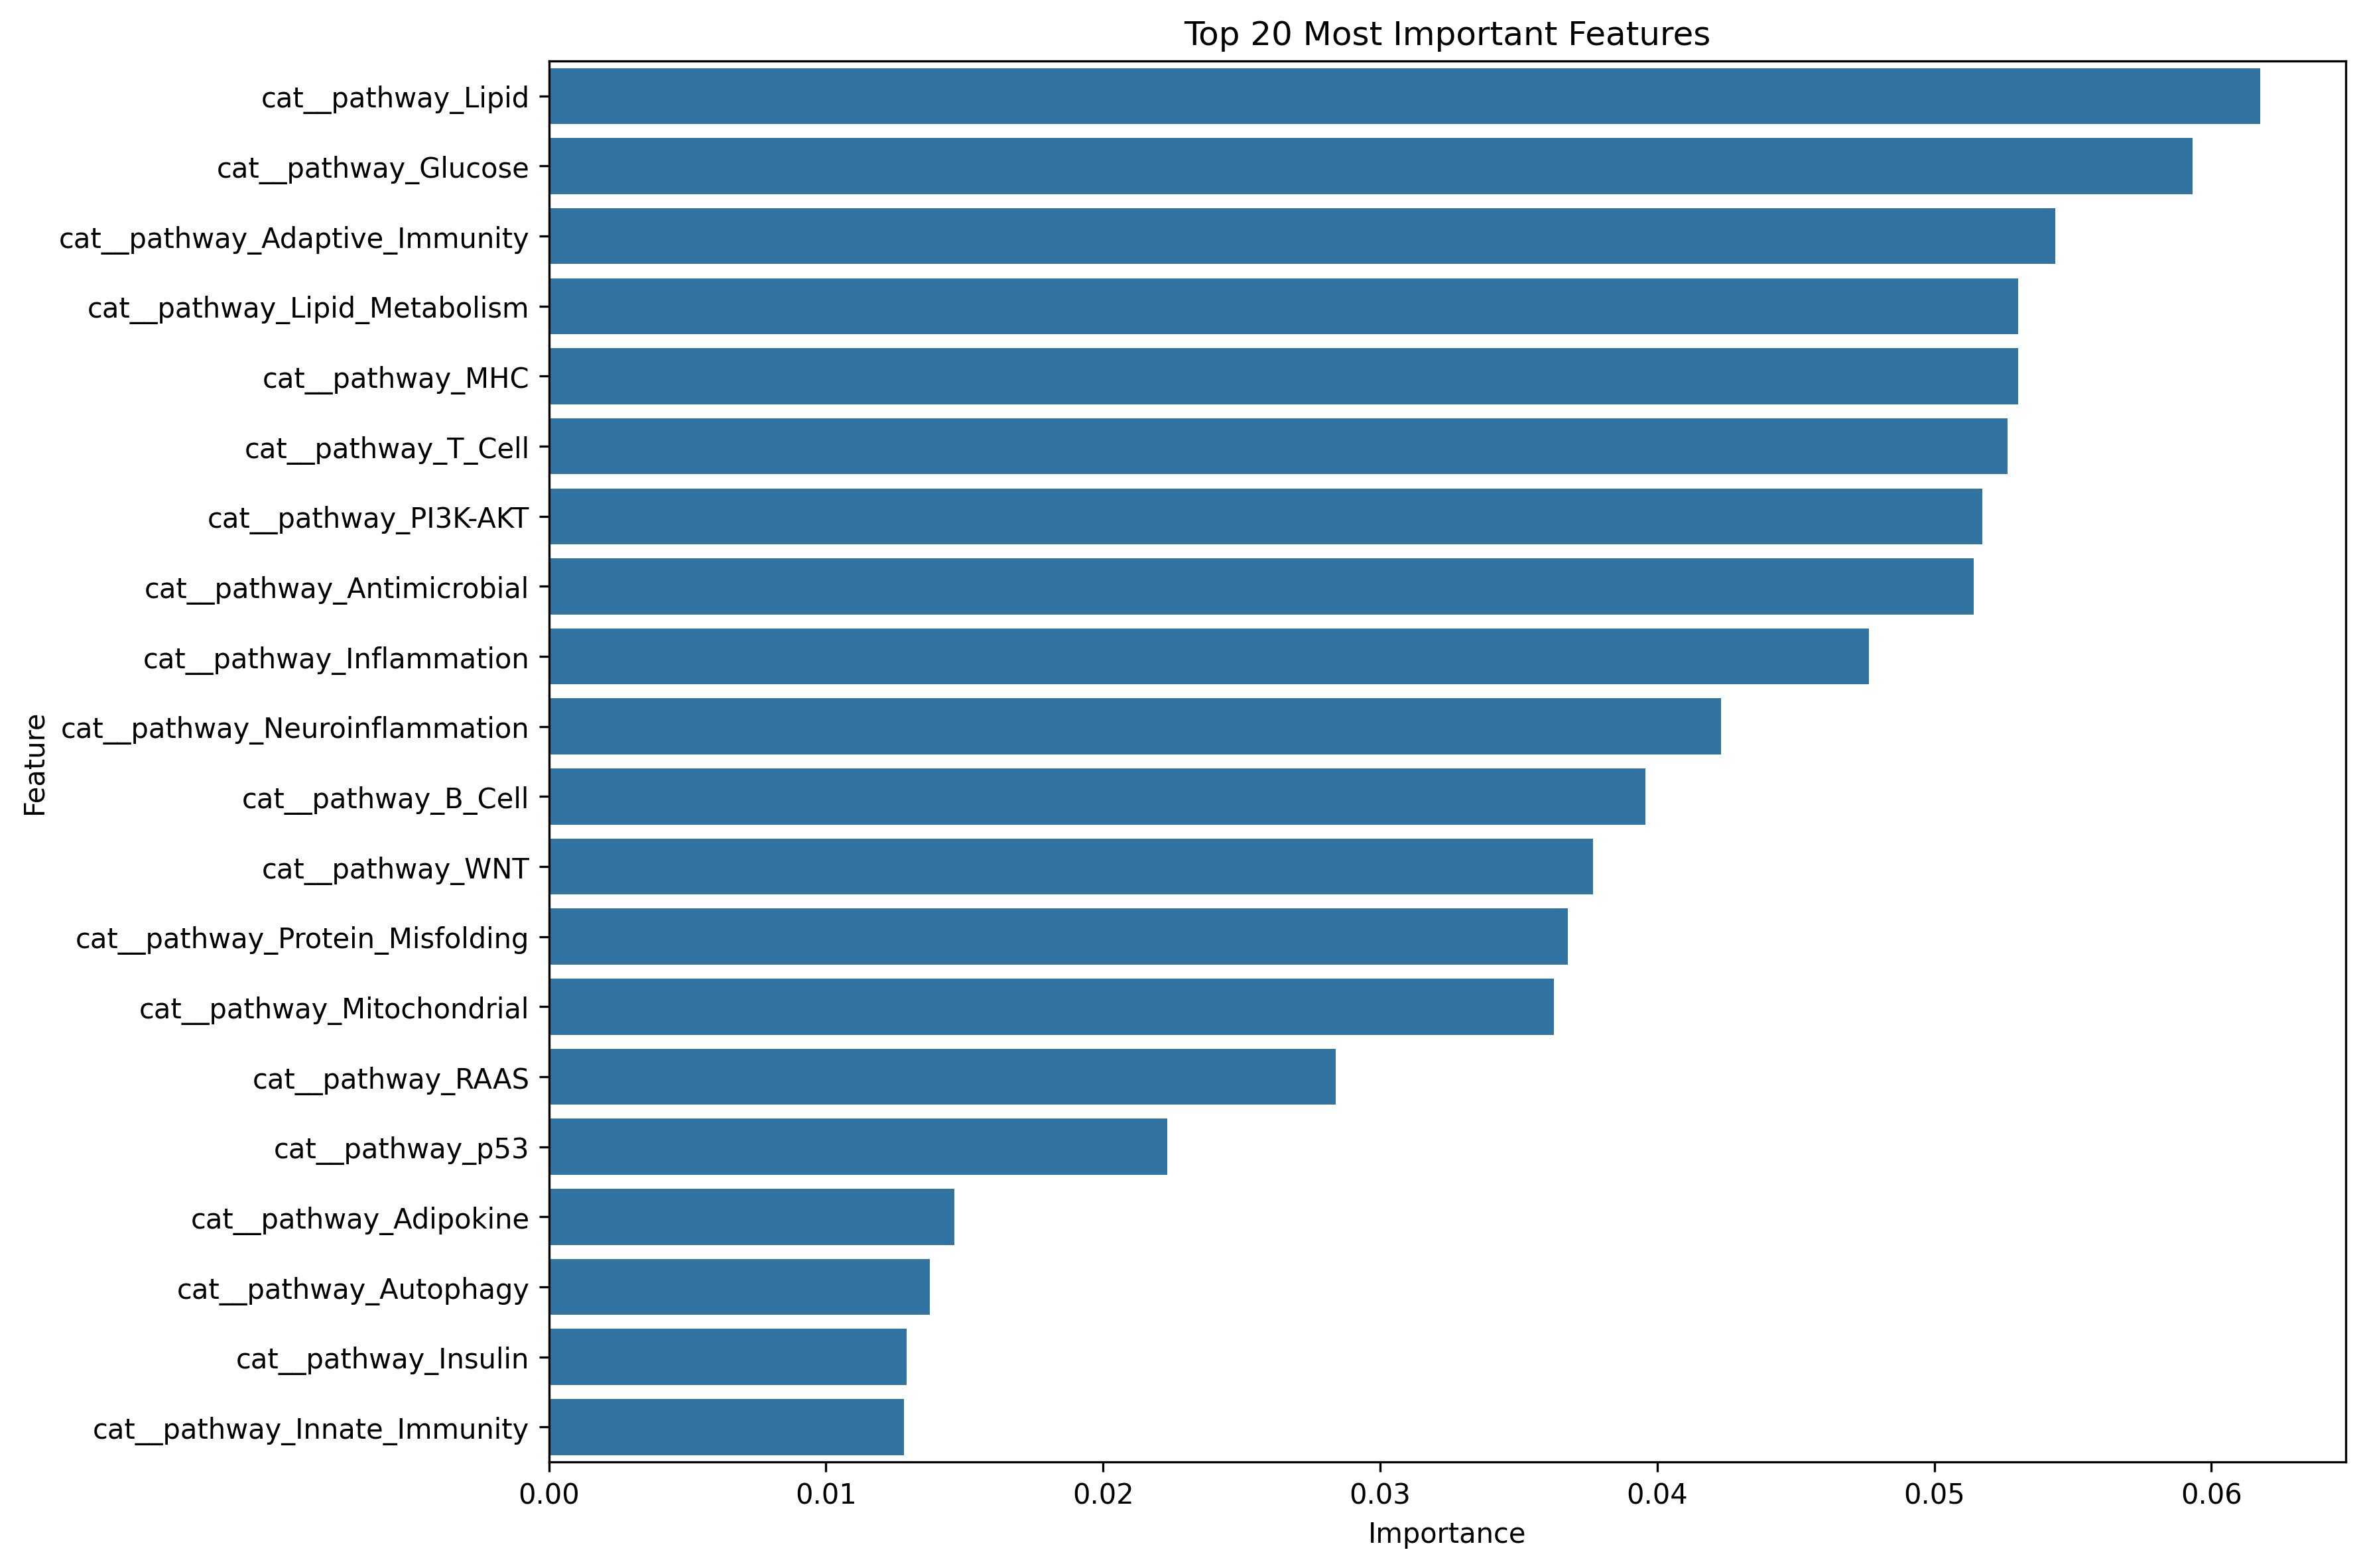 Top 20 Most Important Features
cat__pathway_Lipid
cat__pathway_Glucose
cat__pathway_Adaptive_Immunity
cat__pathway_Lipid_Metabolism
cat__pathway_MHC
cat__pathway_T_Cell
cat__pathway_PI3K-AKT
cat__pathway_Antimicrobial
cat__pathway_Inflammation
cat__pathway_Neuroinflammation
cat__pathway_B_Cell
cat__pathway_WNT
cat__pathway_Protein_Misfolding
cat__pathway_Mitochondrial
cat__pathway_RAAS
cat__pathway_p53
cat__pathway_Adipokine
cat__pathway_Autophagy
cat__pathway_Insulin
cat__pathway_Innate_Immunity
Feature
0.00 0.01 0.02 0.03 0.04 0.05 0.06
Importance